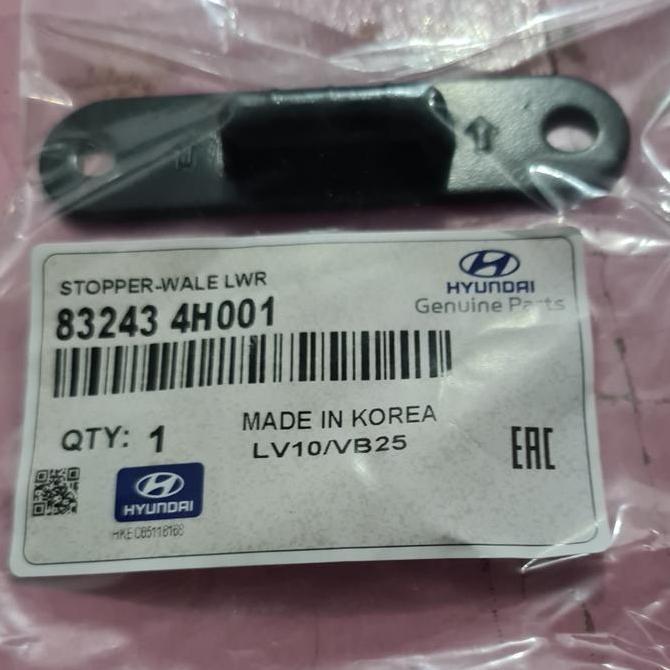 STOPPER-WALE LWR
83243 4H001
HYUNDAI
Genuine Parts
QTY: 1
MADE IN KOREA
LV10/VB25
EAC
HYUNDAI